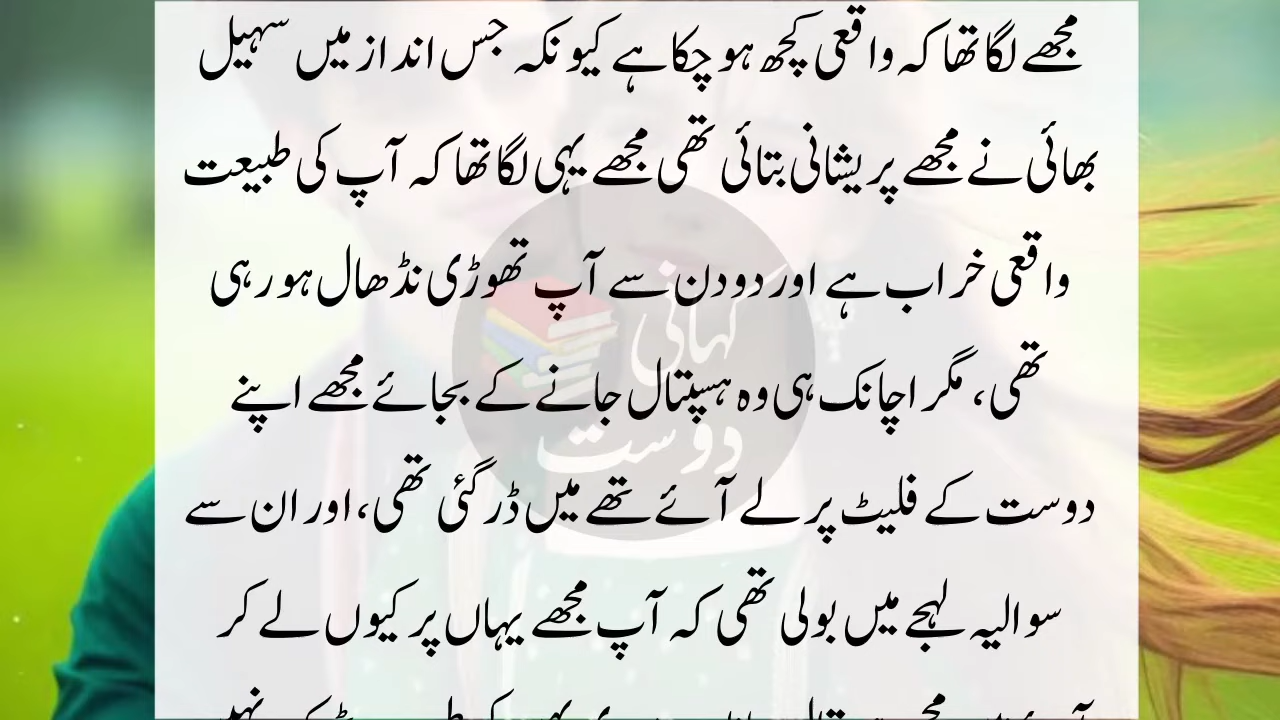 مجھے لگا تھا کہ واقعی کچھ ہو چکا ہے کیونکہ جس انداز میں سہیل
بھائی نے مجھے پریشانی بتائی تھی مجھے یہی لگا تھا کہ آپ کی طبیعت
واقعی خراب ہے اور دو دن سے آپ تھوڑی نڈھال ہو رہی
تھی، مگر اچانک ہی وہ ہسپتال جانے کے بجائے مجھے اپنے
دوست کے فلیٹ پر لے آئے تھے میں ڈر گئی تھی، اور ان سے
سوالیہ لہجے میں بولی تھی کہ آپ مجھے یہاں پر کیوں لے کر
کہانی
دوست